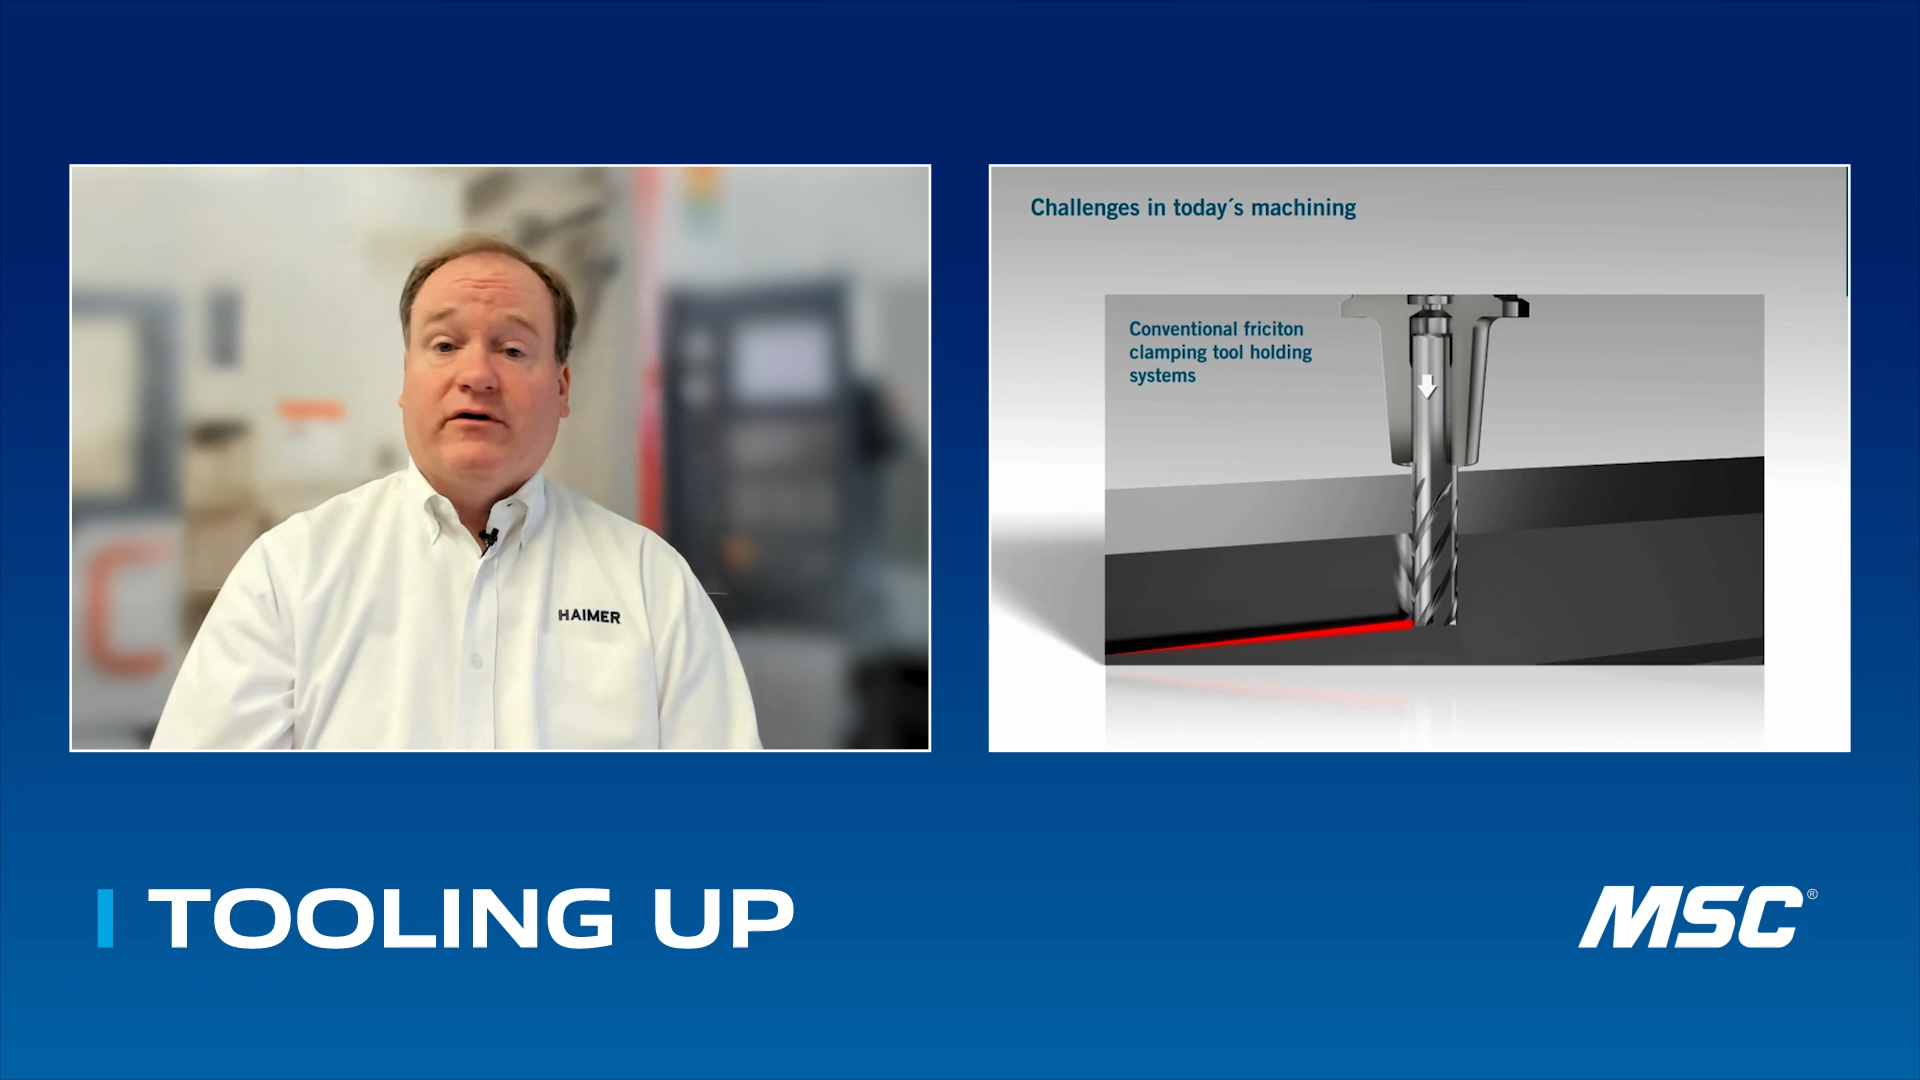 Challenges in today´s machining
Conventional friciton
clamping tool holding
systems
HAIMER
TOOLING UP
MSC®